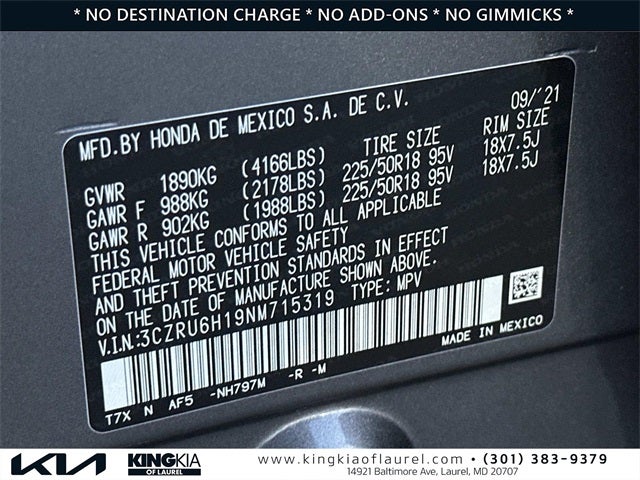 * NO DESTINATION CHARGE * NO ADD-ONS * NO GIMMICKS *
MFD.BY HONDA DE MEXICO S.A. DE C.V. 09/'21
TIRE SIZE RIM SIZE
GVWR 1890KG (4166LBS)
GAWR F 988KG (2178LBS) 225/50R18 95V 18X7.5J
GAWR R 902KG (1988LBS) 225/50R18 95V 18X7.5J
THIS VEHICLE CONFORMS TO ALL APPLICABLE
FEDERAL MOTOR VEHICLE SAFETY
AND THEFT PREVENTION STANDARDS IN EFFECT
ON THE DATE OF MANUFACTURE SHOWN ABOVE.
V.I.N.:3CZRU6H19NM715319 TYPE: MPV
MADE IN MEXICO
T7X N AF5 -NH797M -R -M
KIA KINGKIA OF LAUREL
www.kingkiaoflaurel.com • (301) 383-9379
14921 Baltimore Ave, Laurel, MD 20707